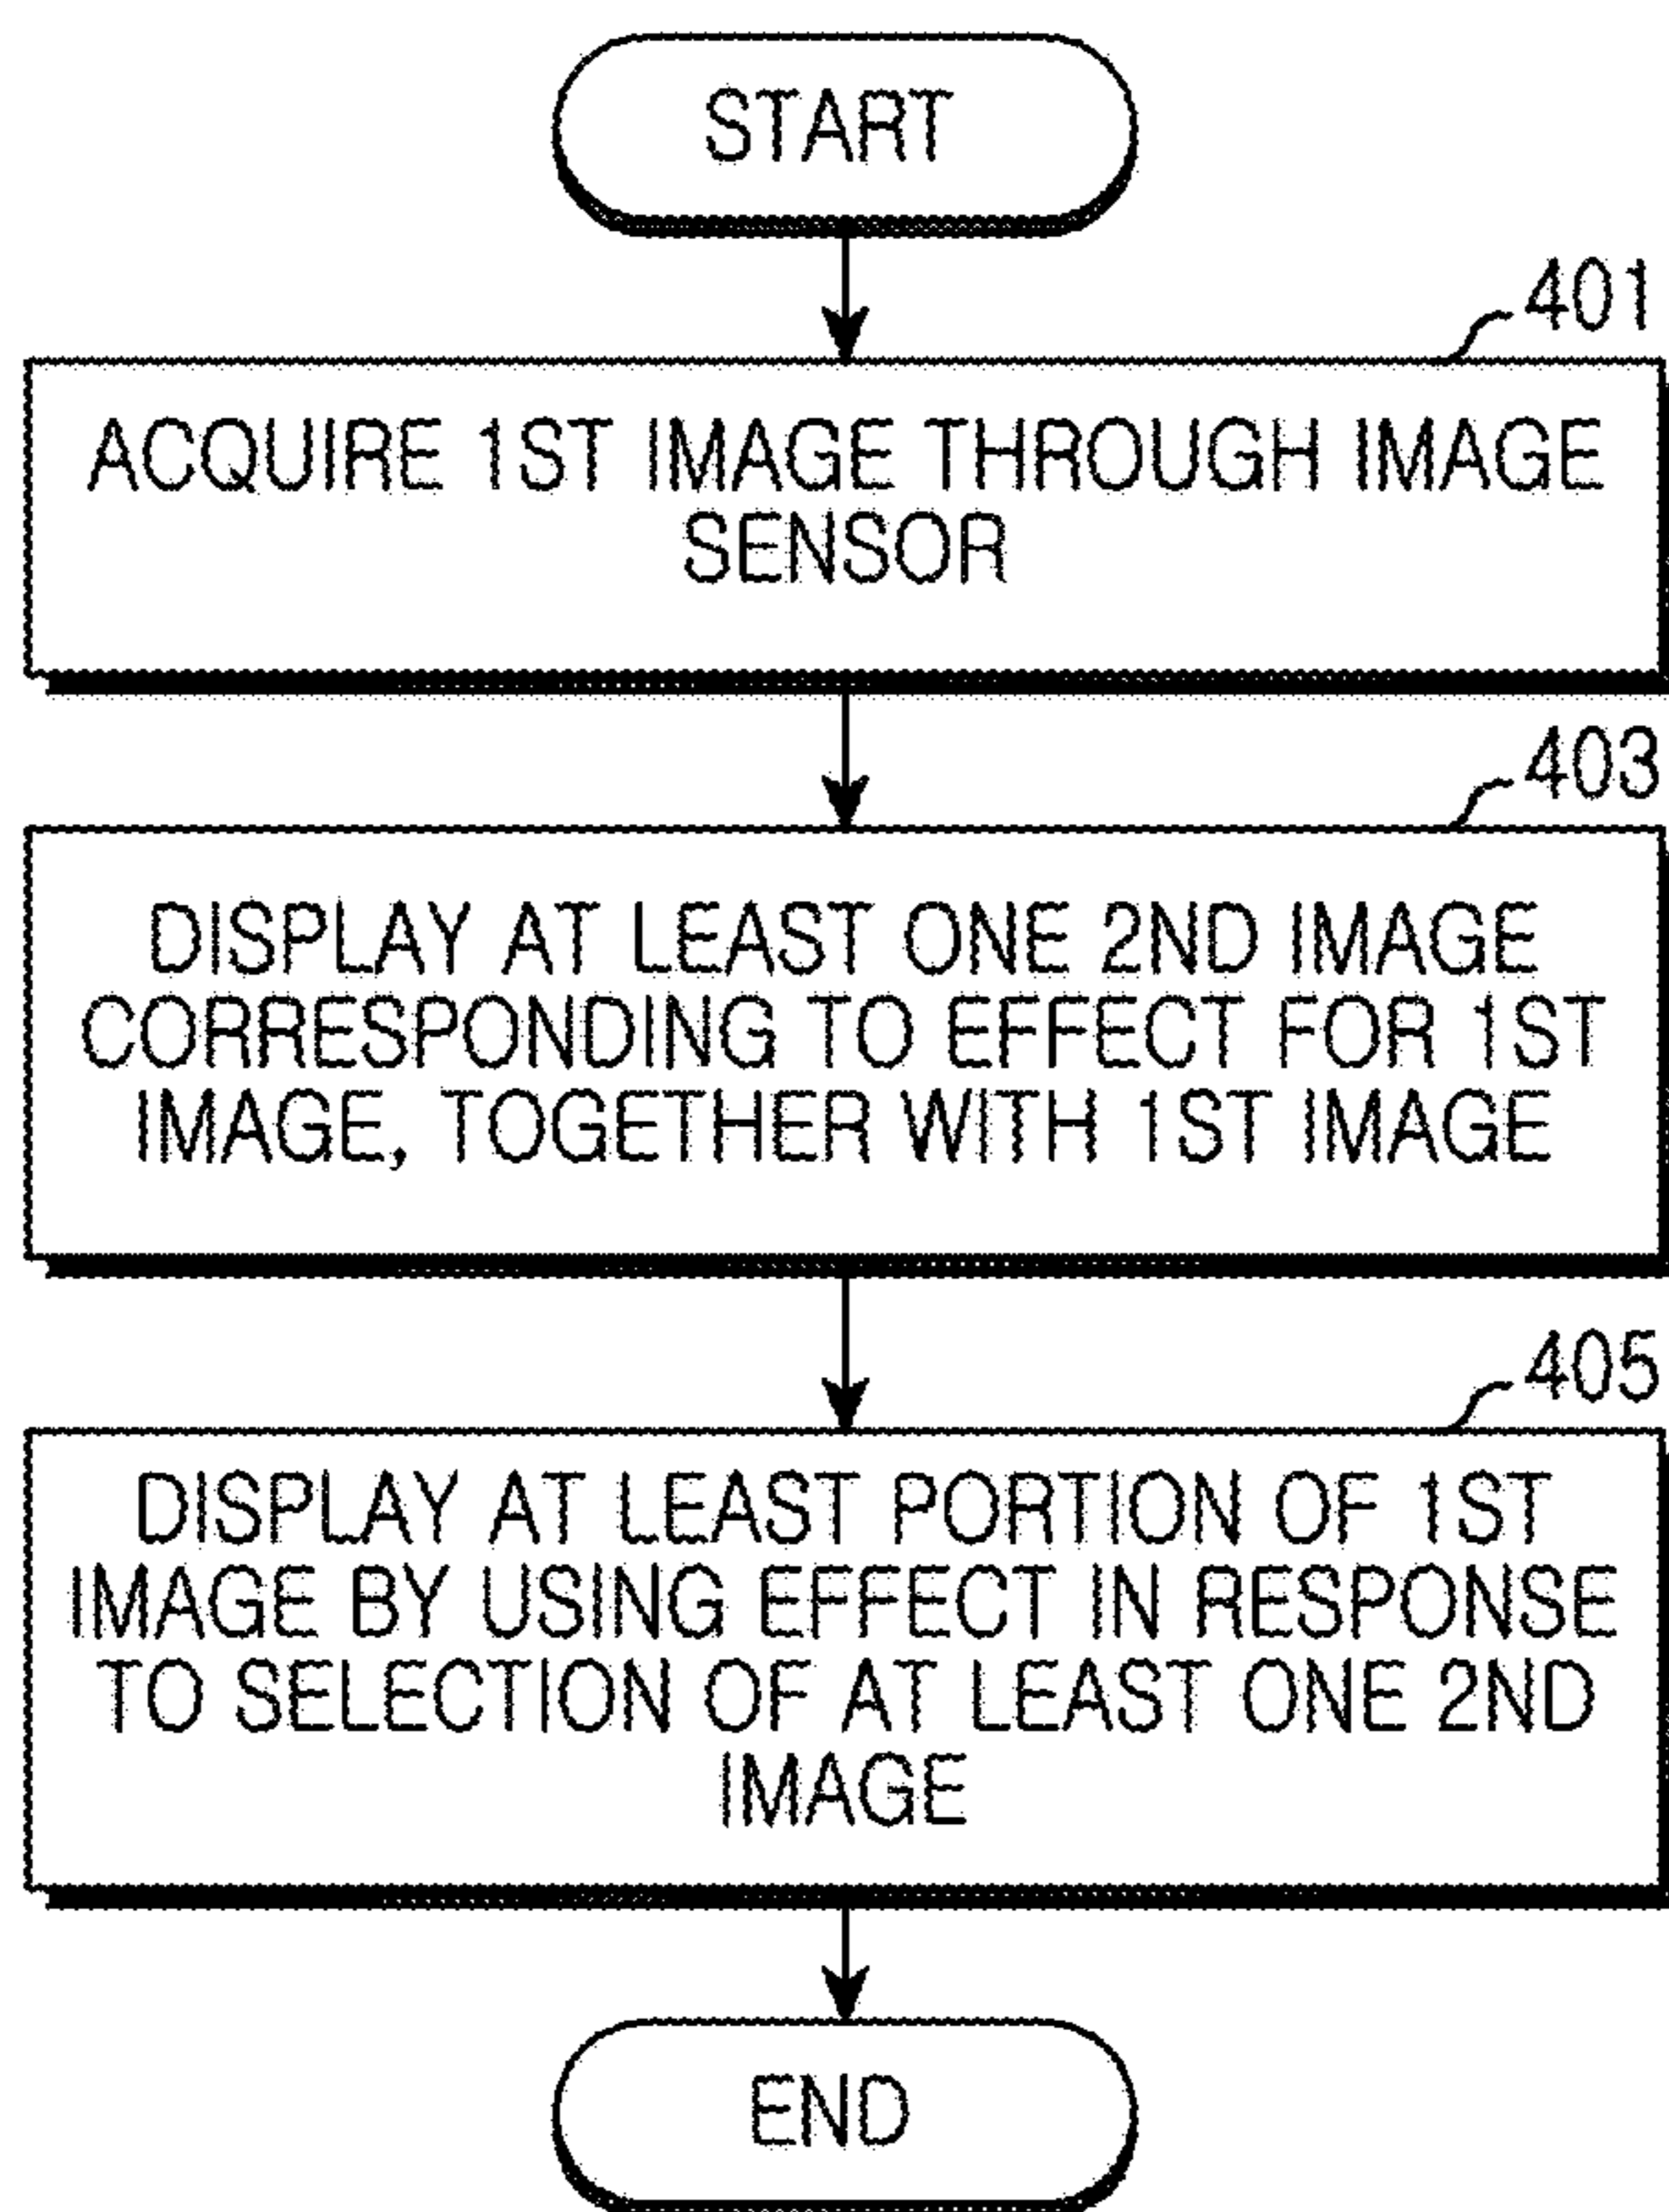 START
401
ACQUIRE 1ST IMAGE THROUGH IMAGE
SENSOR
403
DISPLAY AT LEAST ONE 2ND IMAGE
CORRESPONDING TO EFFECT FOR 1ST
IMAGE, TOGETHER WITH 1ST IMAGE
405
DISPLAY AT LEAST PORTION OF 1ST
IMAGE BY USING EFFECT IN RESPONSE
TO SELECTION OF AT LEAST ONE 2ND
IMAGE
END